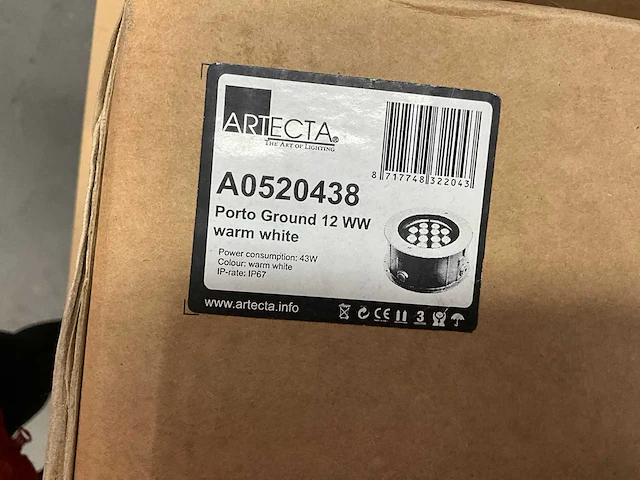 ARTECTA®
THE ART OF LIGHTING
8 717748 322043
A0520438
Porto Ground 12 WW
warm white
Power consumption: 43W
Colour: warm white
IP-rate: IP67
www.artecta.info
CE 3